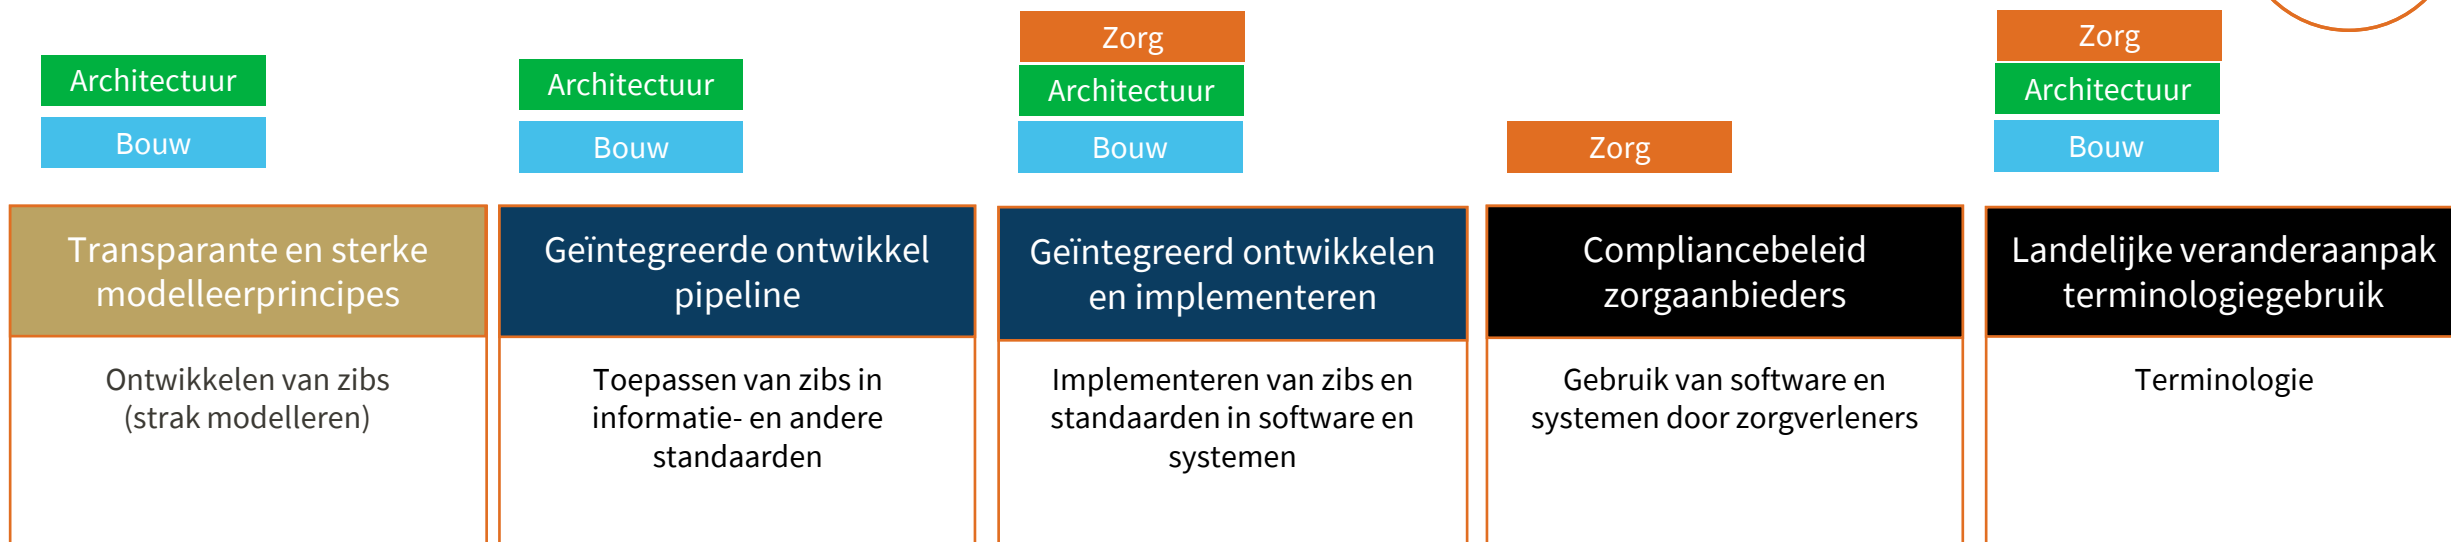 Architectuur
Bouw
Transparante en sterke
modelleerprincipes
Ontwikkelen van zibs
(strak modelleren)
Architectuur
Bouw
Geïntegreerde ontwikkel
pipeline
Toepassen van zibs in
informatie- en andere
standaarden
Zorg
Architectuur
Bouw
Geïntegreerd ontwikkelen
en implementeren
Implementeren van zibs en
standaarden in software en
systemen
Zorg
Compliancebeleid
zorgaanbieders
Gebruik van software en
systemen door zorgverleners
Zorg
Architectuur
Bouw
Landelijke veranderaanpak
terminologiegebruik
Terminologie